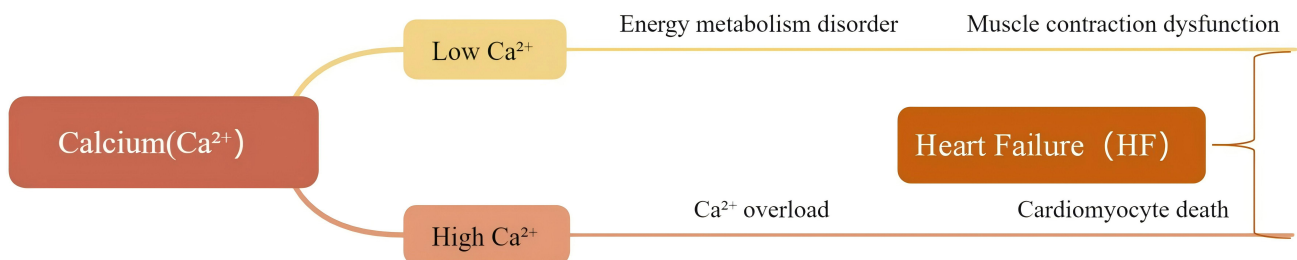 Energy metabolism disorder
Muscle contraction dysfunction
Low Ca²⁺
Calcium(Ca²⁺)
Heart Failure（HF）
Ca²⁺ overload
Cardiomyocyte death
High Ca²⁺